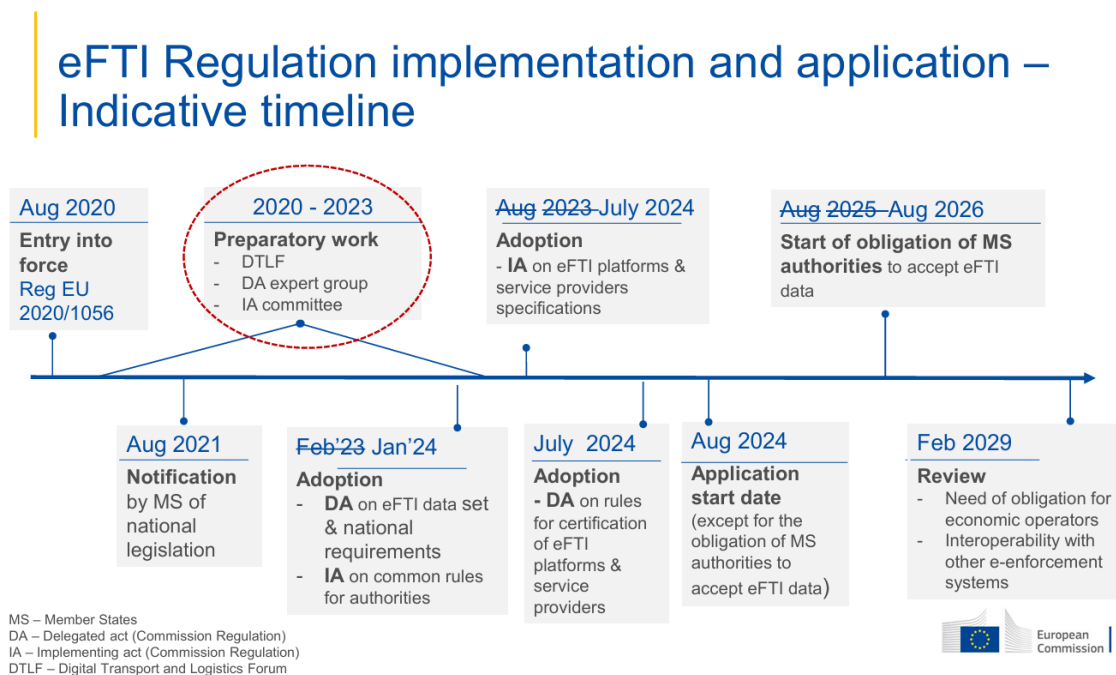 eFTI Regulation implementation and application –
Indicative timeline
Aug 2020
Entry into
force
Reg EU
2020/1056
2020 - 2023
Preparatory work
- DTLF
- DA expert group
- IA committee
Aug 2023 July 2024
Adoption
- IA on eFTI platforms &
service providers
specifications
Aug 2025 Aug 2026
Start of obligation of MS
authorities to accept eFTI
data
Aug 2021
Notification
by MS of
national
legislation
Feb'23 Jan'24
Adoption
- DA on eFTI data set
& national
requirements
- IA on common rules
for authorities
July 2024
Adoption
- DA on rules
for certification
of eFTI
platforms &
service
providers
Aug 2024
Application
start date
(except for the
obligation of MS
authorities to
accept eFTI data)
Feb 2029
Review
- Need of obligation for
economic operators
- Interoperability with
other e-enforcement
systems
MS – Member States
DA – Delegated act (Commission Regulation)
IA – Implementing act (Commission Regulation)
DTLF – Digital Transport and Logistics Forum
European
Commission